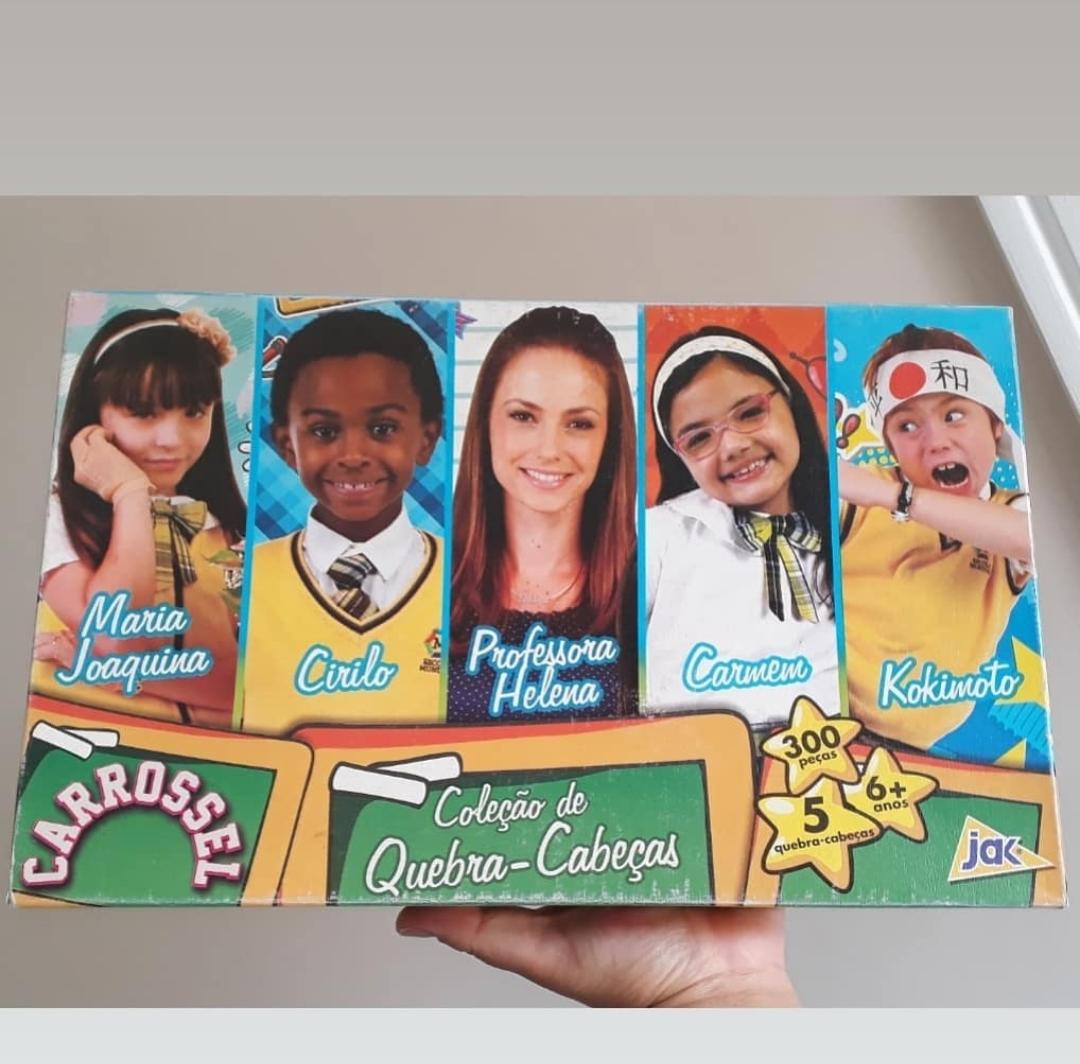 和
Maria
Joaquina
Cirilo
Professora
Helena
Carmem
Kokimoto
CARROSSEL
Coleção de
Quebra-Cabeças
300
peças
6+
anos
5
quebra-cabeças
jak